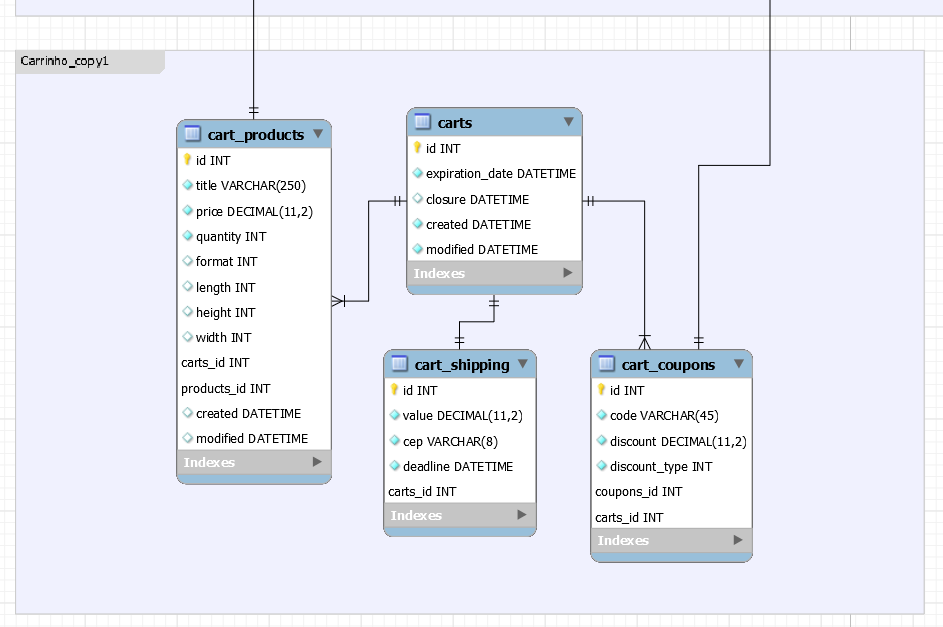 Carrinho_copy1
cart_products
id INT
title VARCHAR(250)
price DECIMAL(11,2)
quantity INT
format INT
length INT
height INT
width INT
carts_id INT
products_id INT
created DATETIME
modified DATETIME
Indexes
carts
id INT
expiration_date DATETIME
closure DATETIME
created DATETIME
modified DATETIME
Indexes
cart_shipping
id INT
value DECIMAL(11,2)
cep VARCHAR(8)
deadline DATETIME
carts_id INT
Indexes
cart_coupons
id INT
code VARCHAR(45)
discount DECIMAL(11,2)
discount_type INT
coupons_id INT
carts_id INT
Indexes